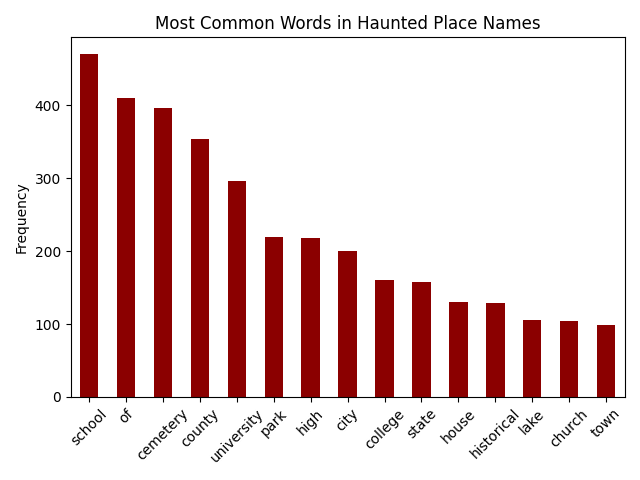 Most Common Words in Haunted Place Names
Frequency
400
300
200
100
0
school
of
cemetery
county
university
park
high
city
college
state
house
historical
lake
church
town